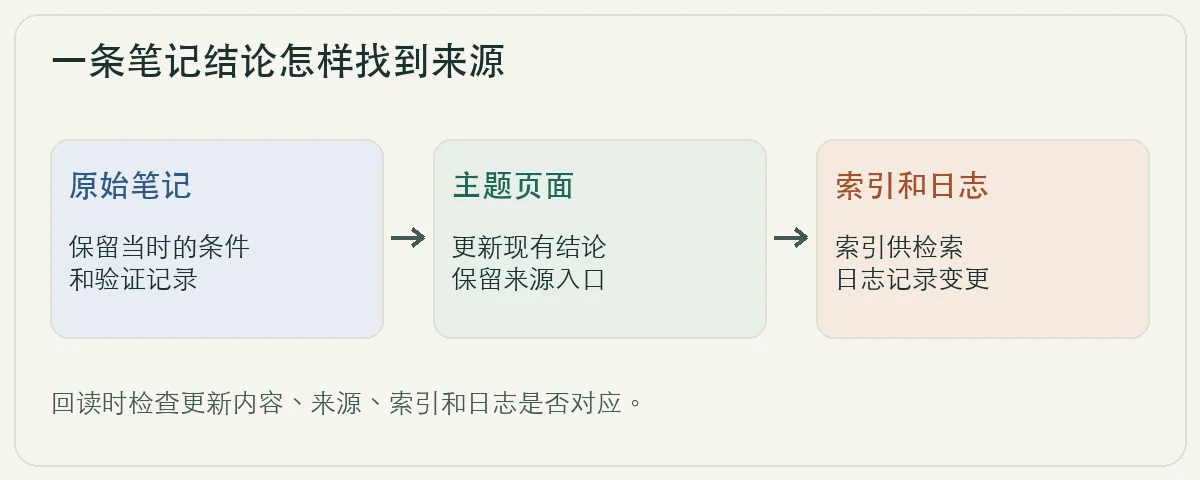 一条笔记结论怎样找到来源
原始笔记
保留当时的条件
和验证记录
主题页面
更新现有结论
保留来源入口
索引和日志
索引供检索
日志记录变更
回读时检查更新内容、来源、索引和日志是否对应。